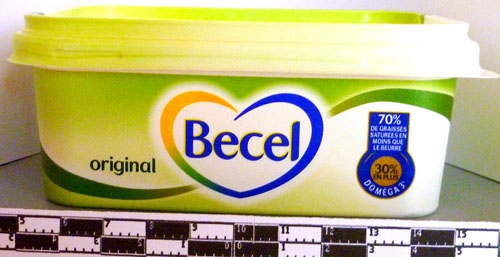 Becel
original
70%
DE GRAISSES
SATURÉES EN
MOINS QUE
LE BEURRE
30%
EN PLUS
D'OMEGA 3